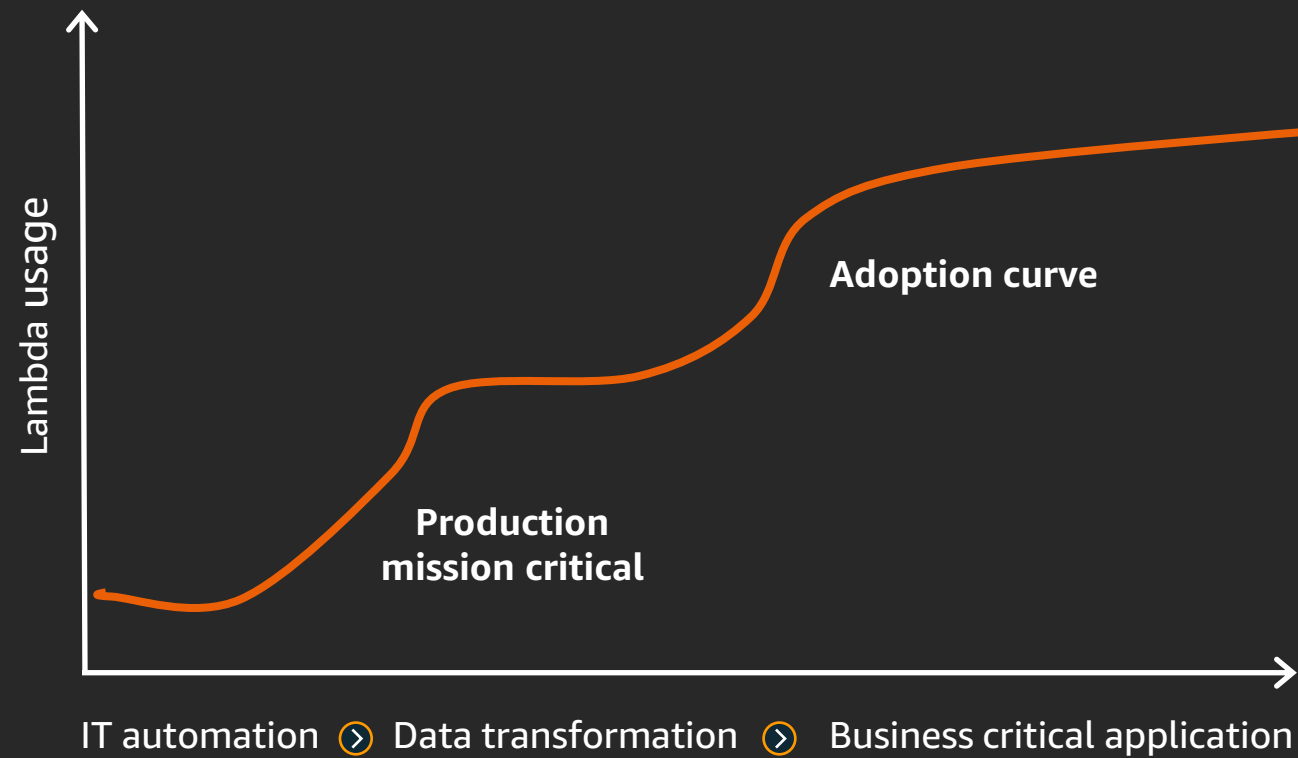 Lambda usage
Adoption curve
Production
mission critical
IT automation Data transformation Business critical application